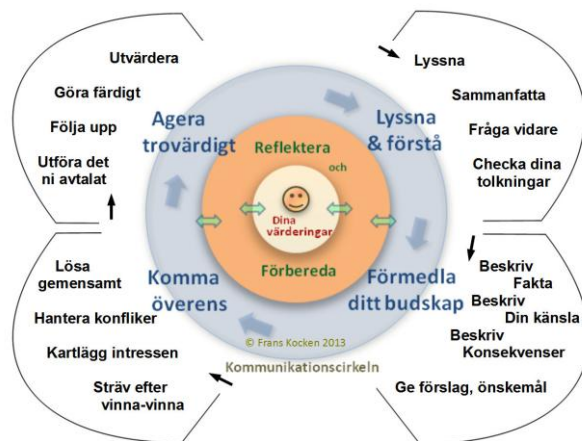 Utvärdera
Göra färdigt
Följa upp
Utföra det
ni avtalat
Lyssna
Sammanfatta
Fråga vidare
Checka dina
tolkningar
Agera
trovärdigt
Lyssna
& förstå
Reflektera
och
Dina
värderingar
Förbereda
Komma
överens
Förmedla
ditt budskap
Lösa
gemensamt
Hantera konfliker
Kartlägg intressen
Sträv efter
vinna-vinna
Beskriv
Fakta
Beskriv
Din känsla
Beskriv
Konsekvenser
Ge förslag, önskemål
© Frans Kocken 2013
Kommunikationscirkeln